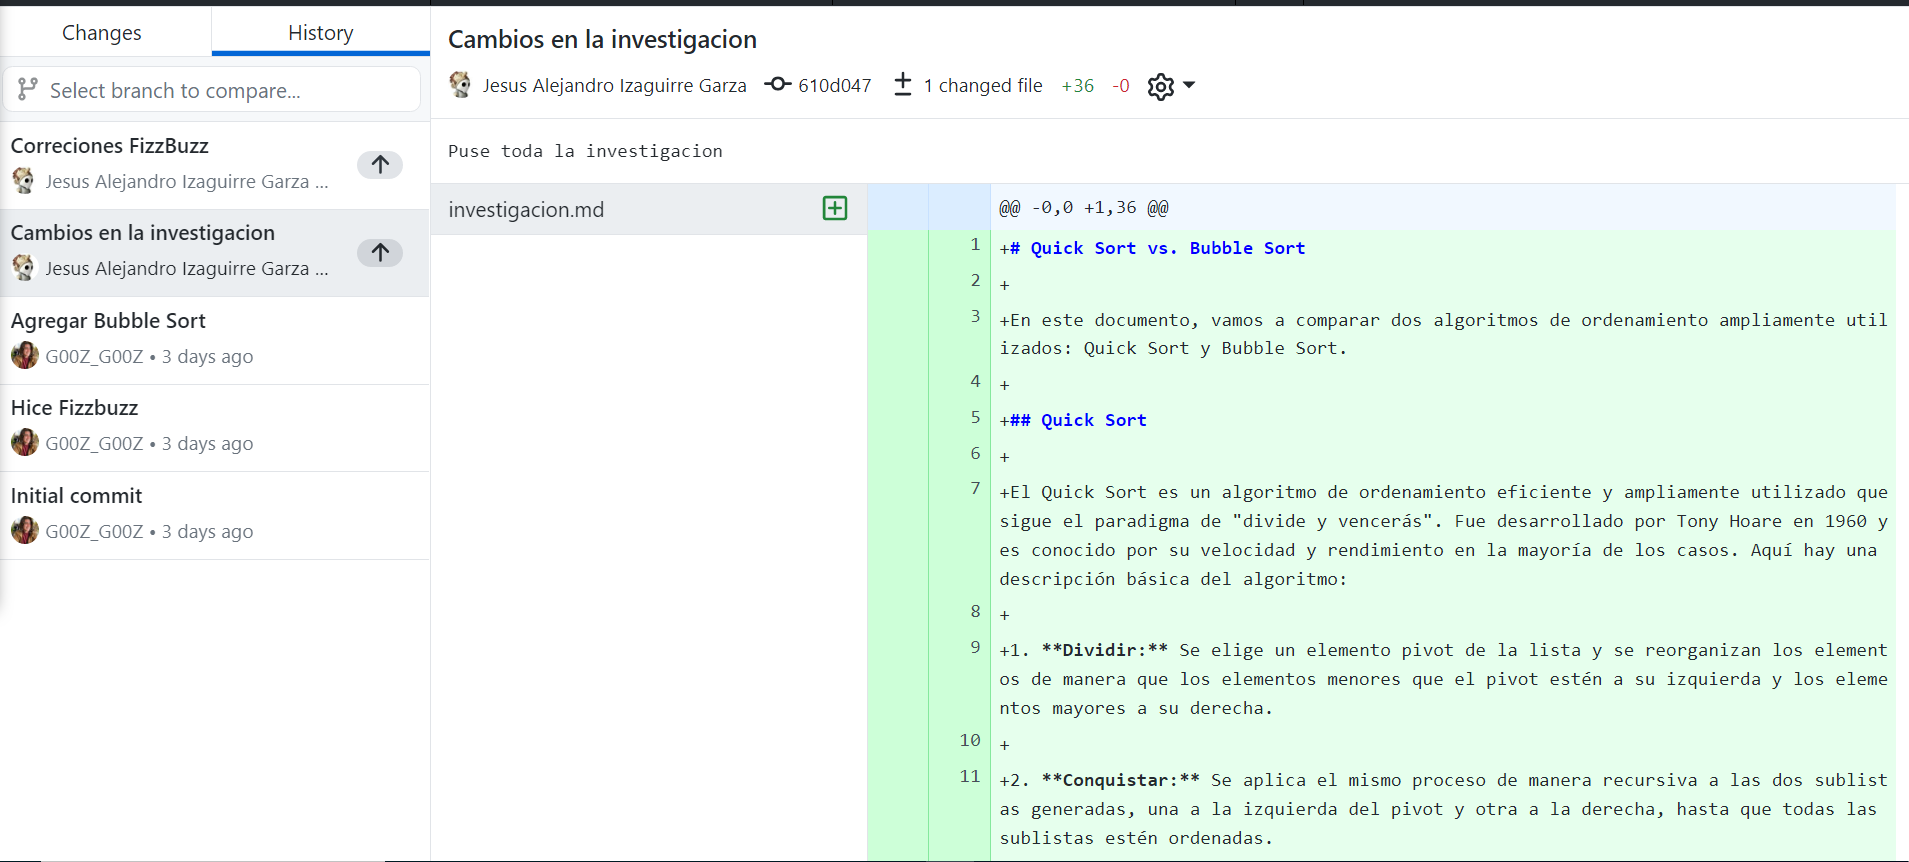 Changes
History
Select branch to compare...
Correciones FizzBuzz
Jesus Alejandro Izaguirre Garza ...
Cambios en la investigacion
Jesus Alejandro Izaguirre Garza ...
Agregar Bubble Sort
G00Z_G00Z • 3 days ago
Hice Fizzbuzz
G00Z_G00Z • 3 days ago
Initial commit
G00Z_G00Z • 3 days ago
Cambios en la investigacion
Jesus Alejandro Izaguirre Garza 610d047 1 changed file +36 -0
Puse toda la investigacion
investigacion.md
@@ -0,0 +1,36 @@
1 +# Quick Sort vs. Bubble Sort
2 +
3 +En este documento, vamos a comparar dos algoritmos de ordenamiento ampliamente util
izados: Quick Sort y Bubble Sort.
4 +
5 +## Quick Sort
6 +
7 +El Quick Sort es un algoritmo de ordenamiento eficiente y ampliamente utilizado que
sigue el paradigma de "divide y vencerás". Fue desarrollado por Tony Hoare en 1960 y
es conocido por su velocidad y rendimiento en la mayoría de los casos. Aquí hay una
descripción básica del algoritmo:
8 +
9 +1. **Dividir:** Se elige un elemento pivot de la lista y se reorganizan los element
os de manera que los elementos menores que el pivot estén a su izquierda y los eleme
ntos mayores a su derecha.
10 +
11 +2. **Conquistar:** Se aplica el mismo proceso de manera recursiva a las dos sublist
as generadas, una a la izquierda del pivot y otra a la derecha, hasta que todas las
sublistas estén ordenadas.